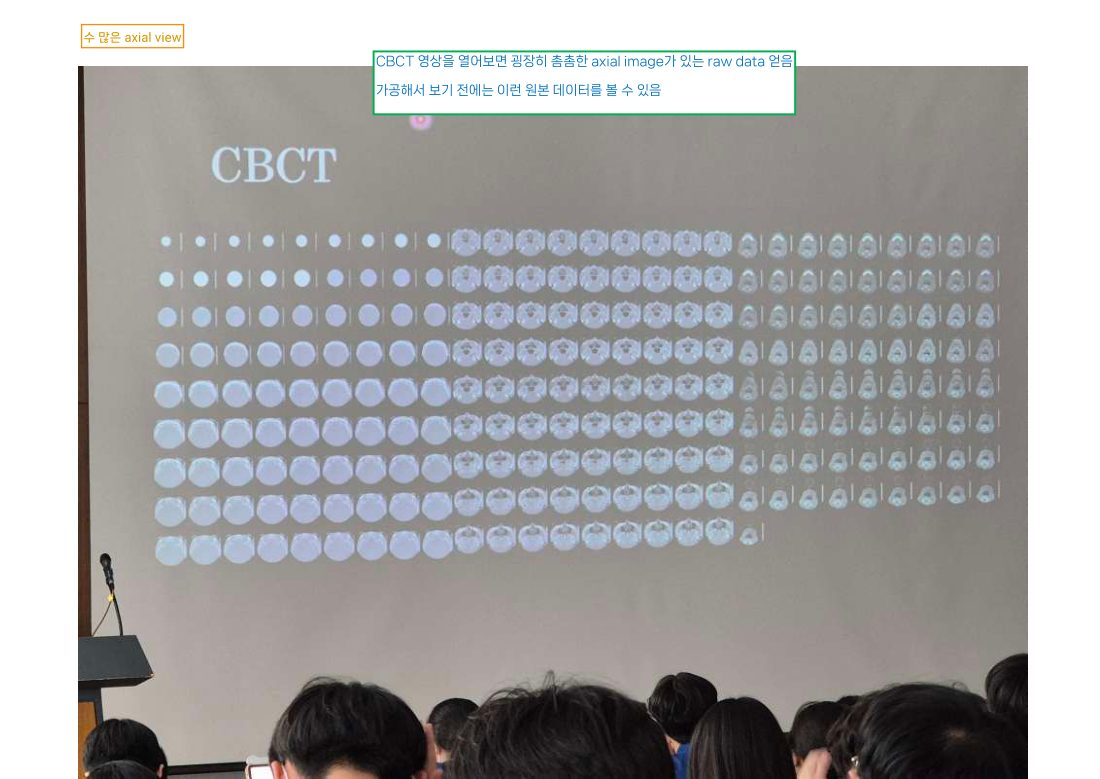 수 많은 axial view
CBCT 영상을 열어보면 굉장히 촘촘한 axial image가 있는 raw data 얻음
가공해서 보기 전에는 이런 원본 데이터를 볼 수 있음
CBCT